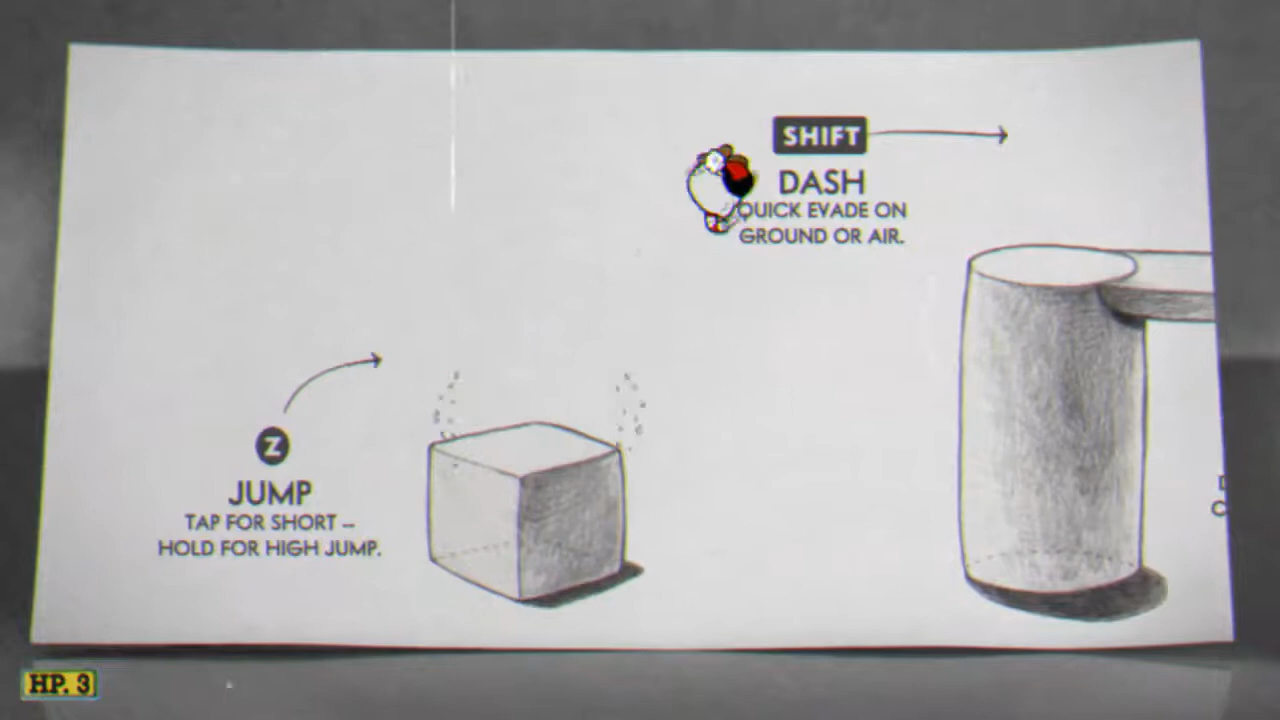 SHIFT
DASH
QUICK EVADE ON
GROUND OR AIR.
Z
JUMP
TAP FOR SHORT –
HOLD FOR HIGH JUMP.
HP. 3